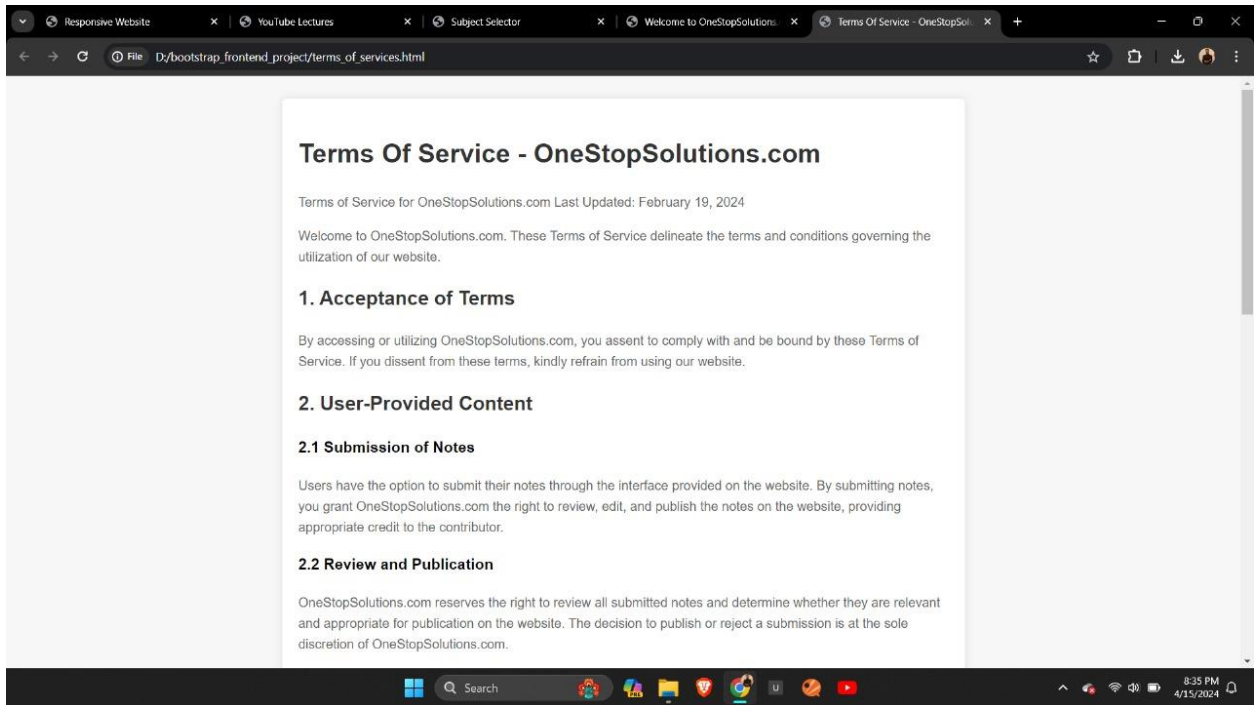 Responsive Website
YouTube Lectures
Subject Selector
Welcome to OneStopSolutions.
Terms Of Service - OneStopSol
File D:/bootstrap_frontend_project/terms_of_services.html
Terms Of Service - OneStopSolutions.com
Terms of Service for OneStopSolutions.com Last Updated: February 19, 2024
Welcome to OneStopSolutions.com. These Terms of Service delineate the terms and conditions governing the
utilization of our website.
1. Acceptance of Terms
By accessing or utilizing OneStopSolutions.com, you assent to comply with and be bound by these Terms of
Service. If you dissent from these terms, kindly refrain from using our website.
2. User-Provided Content
2.1 Submission of Notes
Users have the option to submit their notes through the interface provided on the website. By submitting notes,
you grant OneStopSolutions.com the right to review, edit, and publish the notes on the website, providing
appropriate credit to the contributor.
2.2 Review and Publication
OneStopSolutions.com reserves the right to review all submitted notes and determine whether they are relevant
and appropriate for publication on the website. The decision to publish or reject a submission is at the sole
discretion of OneStopSolutions.com.
Search
PRE
U
8:35 PM
4/15/2024